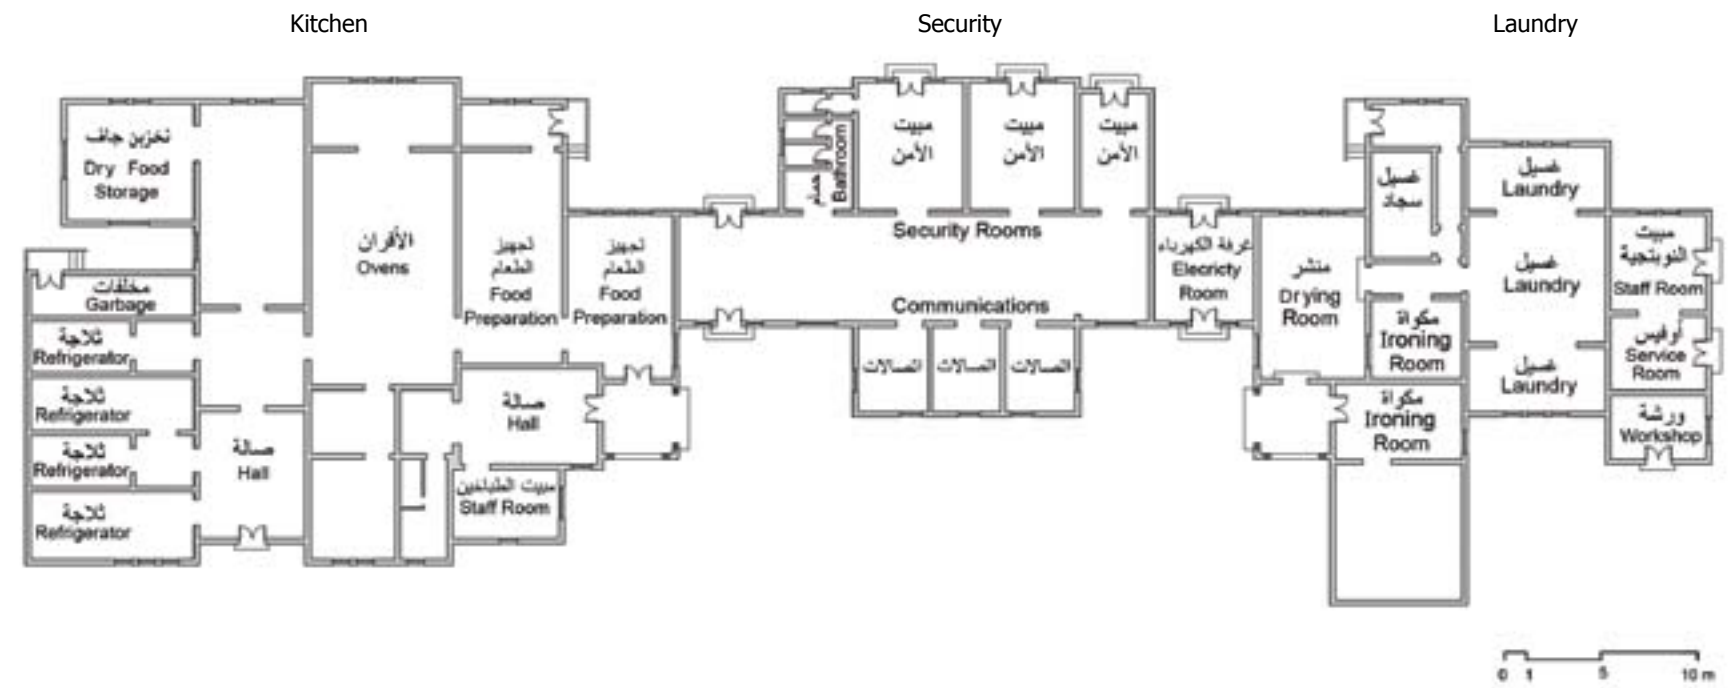 Kitchen
Security
Laundry
تخزين جاف
Dry Food
Storage
مخلفات
Garbage
ثلاجة
Refrigerator
ثلاجة
Refrigerator
ثلاجة
Refrigerator
ثلاجة
Refrigerator
صالة
Hall
الأفران
Ovens
تجهيز
الطعام
Food
Preparation
تجهيز
الطعام
Food
Preparation
صالة
Hall
مبيت الطباخين
Staff Room
حمام
Bathroom
مبيت
الأمن
مبيت
الأمن
مبيت
الأمن
Security Rooms
Communications
اتصالات
اتصالات
اتصالات
غرفة الكهرباء
Elecricty
Room
منشر
Drying
Room
غسيل
سجاد
مكواة
Ironing
Room
مكواة
Ironing
Room
غسيل
Laundry
غسيل
Laundry
غسيل
Laundry
مبيت
النوبتجية
Staff Room
أوفيس
Service
Room
ورشة
Workshop
0 1 5 10 m